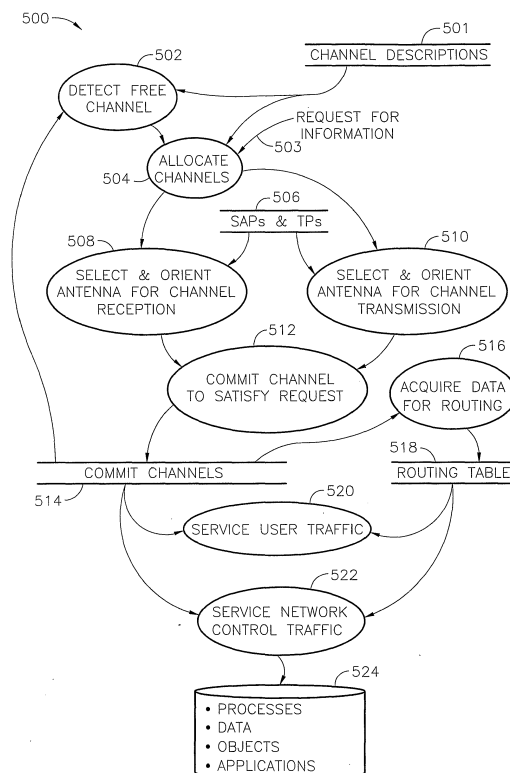 500
501
CHANNEL DESCRIPTIONS
502
DETECT FREE
CHANNEL
REQUEST FOR
INFORMATION
503
ALLOCATE
CHANNELS
504
506
SAPs & TPs
508
SELECT & ORIENT
ANTENNA FOR CHANNEL
RECEPTION
510
SELECT & ORIENT
ANTENNA FOR CHANNEL
TRANSMISSION
512
COMMIT CHANNEL
TO SATISFY REQUEST
516
ACQUIRE DATA
FOR ROUTING
COMMIT CHANNELS
514
518
ROUTING TABLE
520
SERVICE USER TRAFFIC
522
SERVICE NETWORK
CONTROL TRAFFIC
524
• PROCESSES
• DATA
• OBJECTS
• APPLICATIONS